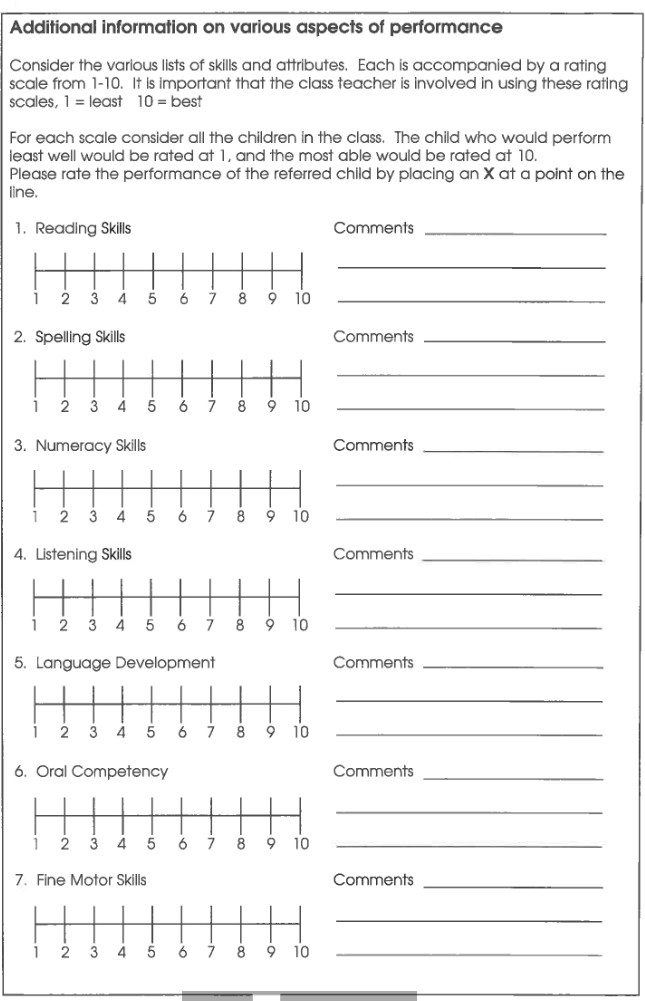 Additional information on various aspects of performance
Consider the various lists of skills and attributes. Each is accompanied by a rating
scale from 1-10. It is important that the class teacher is involved in using these rating
scales, 1 = least 10 = best
For each scale consider all the children in the class. The child who would perform
least well would be rated at 1, and the most able would be rated at 10.
Please rate the performance of the referred child by placing an X at a point on the
line.
1. Reading Skills Comments
1 2 3 4 5 6 7 8 9 10
2. Spelling Skills Comments
1 2 3 4 5 6 7 8 9 10
3. Numeracy Skills Comments
1 2 3 4 5 6 7 8 9 10
4. Listening Skills Comments
1 2 3 4 5 6 7 8 9 10
5. Language Development Comments
1 2 3 4 5 6 7 8 9 10
6. Oral Competency Comments
1 2 3 4 5 6 7 8 9 10
7. Fine Motor Skills Comments
1 2 3 4 5 6 7 8 9 10